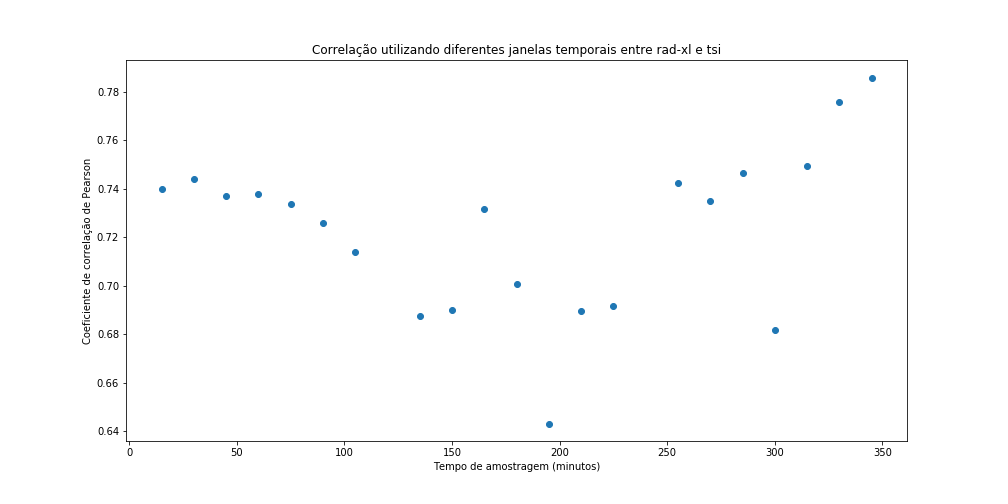 Correlação utilizando diferentes janelas temporais entre rad-xl e tsi
Coeficiente de correlação de Pearson
0.78
0.76
0.74
0.72
0.70
0.68
0.66
0.64
0 50 100 150 200 250 300 350
Tempo de amostragem (minutos)